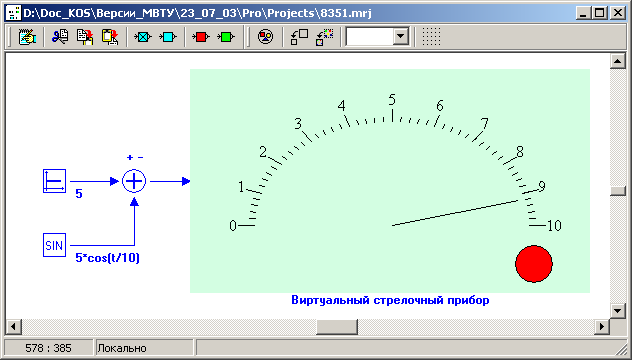 D:\Doc_KOS\Версии_МВТУ\23_07_03\Pro\Projects\8351.mrj
5
4
6
3
7
+ -
2
8
1
9
5
0
10
SIN
5*cos(t/10)
Виртуальный стрелочный прибор
578 : 385
Локально